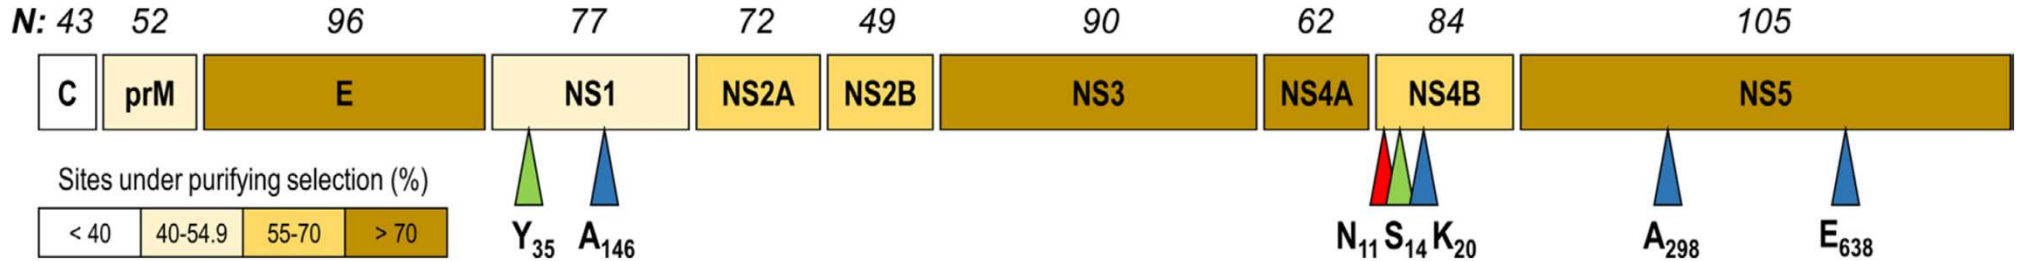 N: 43 52 96 77 72 49 90 62 84 105
C prM E NS1 NS2A NS2B NS3 NS4A NS4B NS5
Sites under purifying selection (%)
< 40 40-54.9 55-70 > 70
Y35 A146 N11 S14 K20 A298 E638